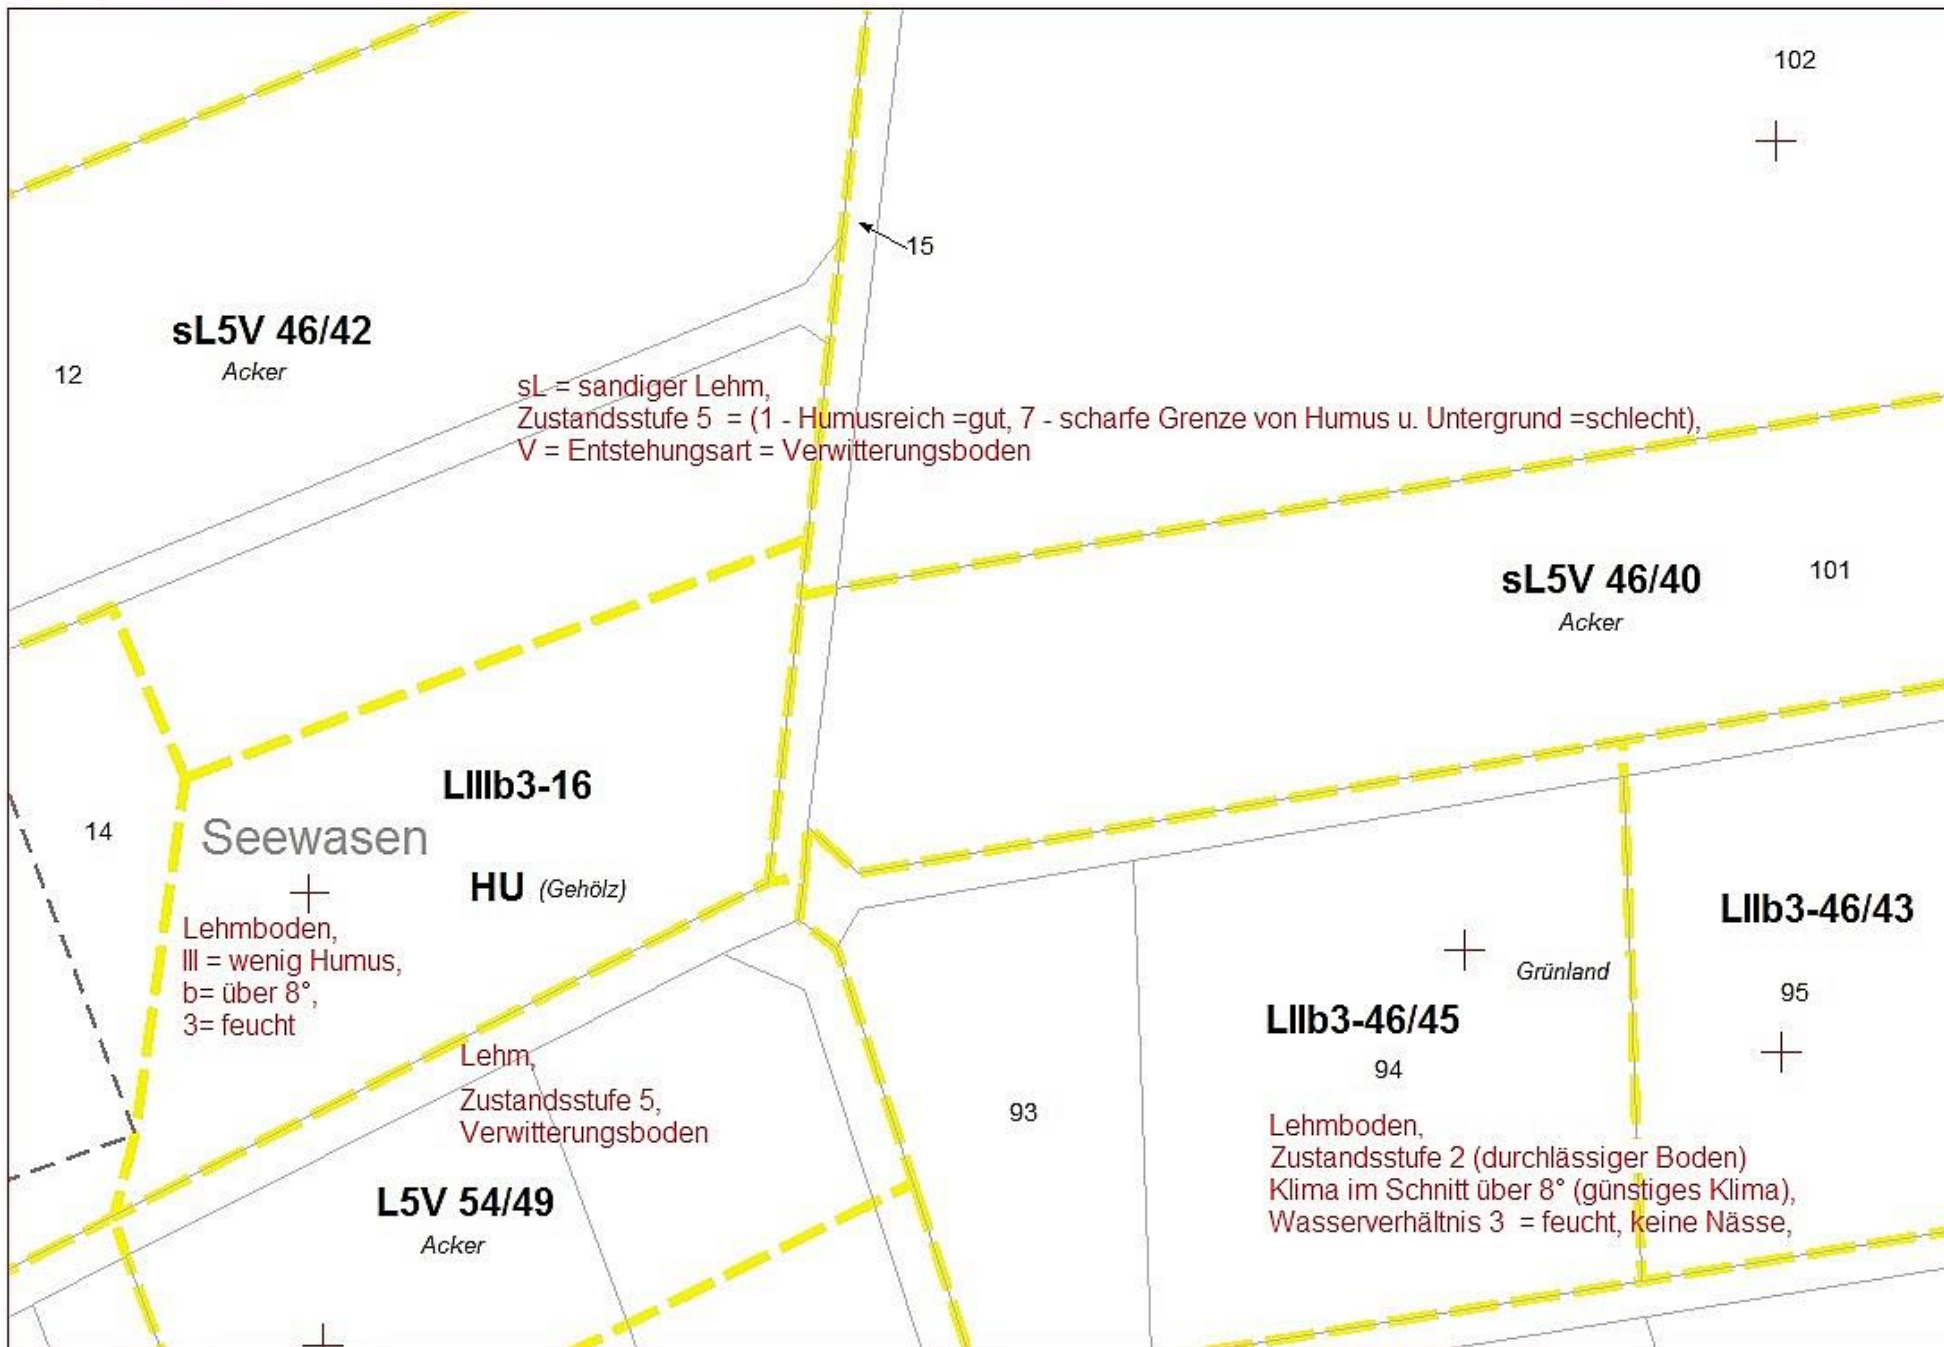 102
15
sL5V 46/42
Acker
12
sL = sandiger Lehm,
Zustandsstufe 5  = (1 - Humusreich =gut, 7 - scharfe Grenze von Humus u. Untergrund =schlecht),
V = Entstehungsart = Verwitterungsboden
sL5V 46/40
Acker
101
LIIIb3-16
14
Seewasen
HU (Gehölz)
Lehmboden,
III = wenig Humus,
b= über 8°,
3= feucht
LIIb3-46/43
Grünland
95
LIIb3-46/45
94
93
Lehm,
Zustandsstufe 5,
Verwitterungsboden
Lehmboden,
Zustandsstufe 2 (durchlässiger Boden)
Klima im Schnitt über 8° (günstiges Klima),
Wasserverhältnis 3  = feucht, keine Nässe,
L5V 54/49
Acker